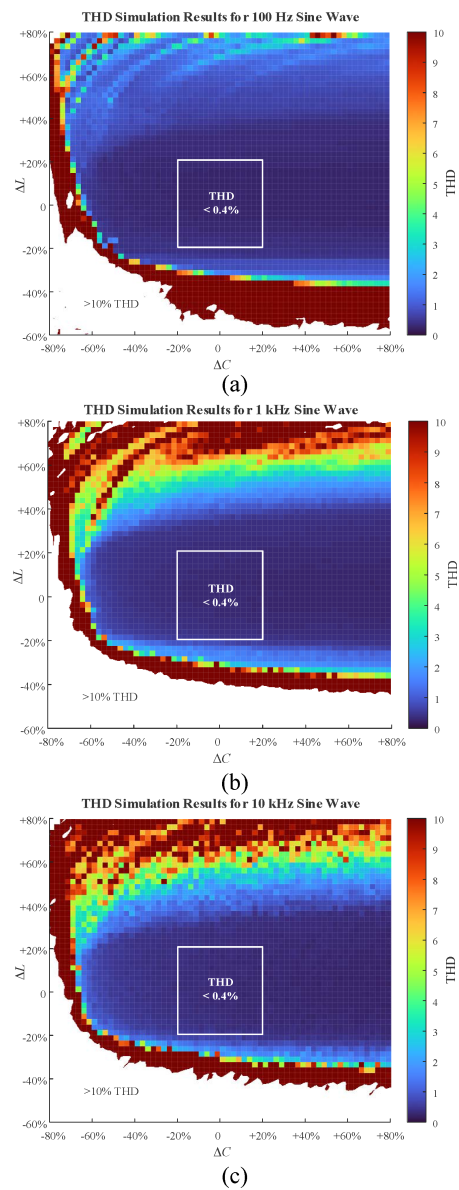 THD Simulation Results for 100 Hz Sine Wave
+80%
+60%
+40%
+20%
0
-20%
-40%
-60%
ΔL
THD
< 0.4%
>10% THD
-80% -60% -40% -20% 0 +20% +40% +60% +80%
ΔC
10
9
8
7
6
5
4
3
2
1
0
THD
(a)
THD Simulation Results for 1 kHz Sine Wave
+80%
+60%
+40%
+20%
0
-20%
-40%
-60%
ΔL
THD
< 0.4%
>10% THD
-80% -60% -40% -20% 0 +20% +40% +60% +80%
ΔC
10
9
8
7
6
5
4
3
2
1
0
THD
(b)
THD Simulation Results for 10 kHz Sine Wave
+80%
+60%
+40%
+20%
0
-20%
-40%
-60%
ΔL
THD
< 0.4%
>10% THD
-80% -60% -40% -20% 0 +20% +40% +60% +80%
ΔC
10
9
8
7
6
5
4
3
2
1
0
THD
(c)